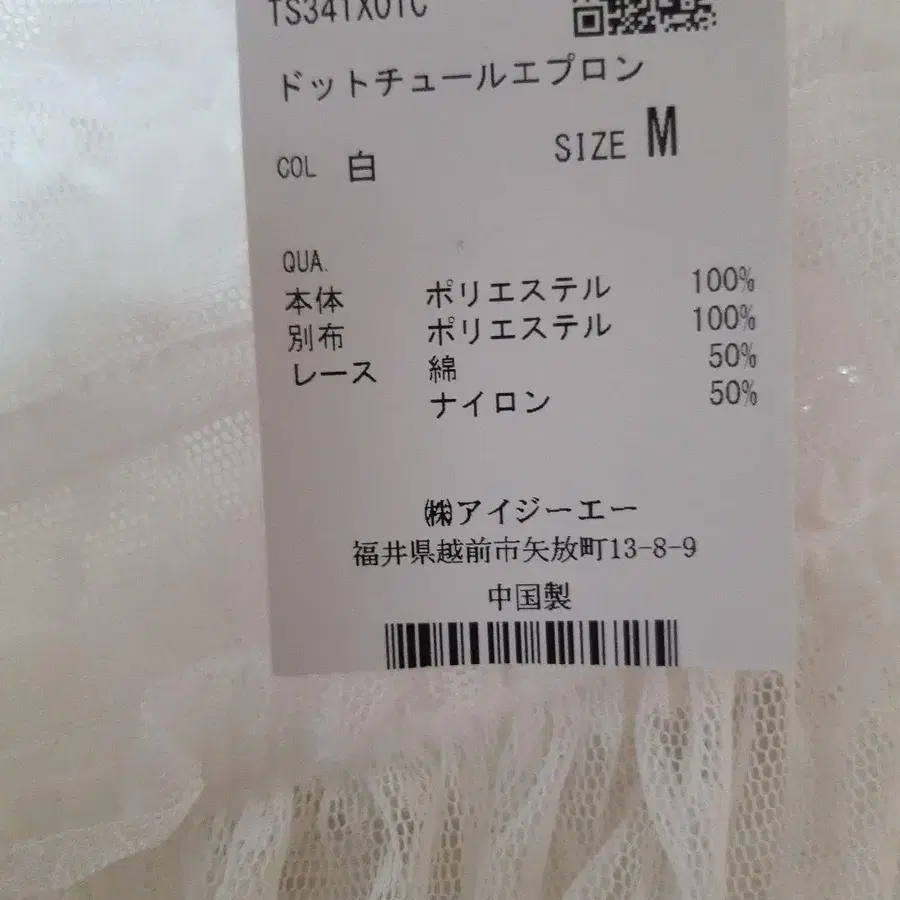 TS341X01C
ドットチュールエプロン
COL 白 SIZE M
QUA.
本体 ポリエステル 100%
別布 ポリエステル 100%
レース 綿 50%
ナイロン 50%
㈱アイジーエー
福井県越前市矢放町13-8-9
中国製